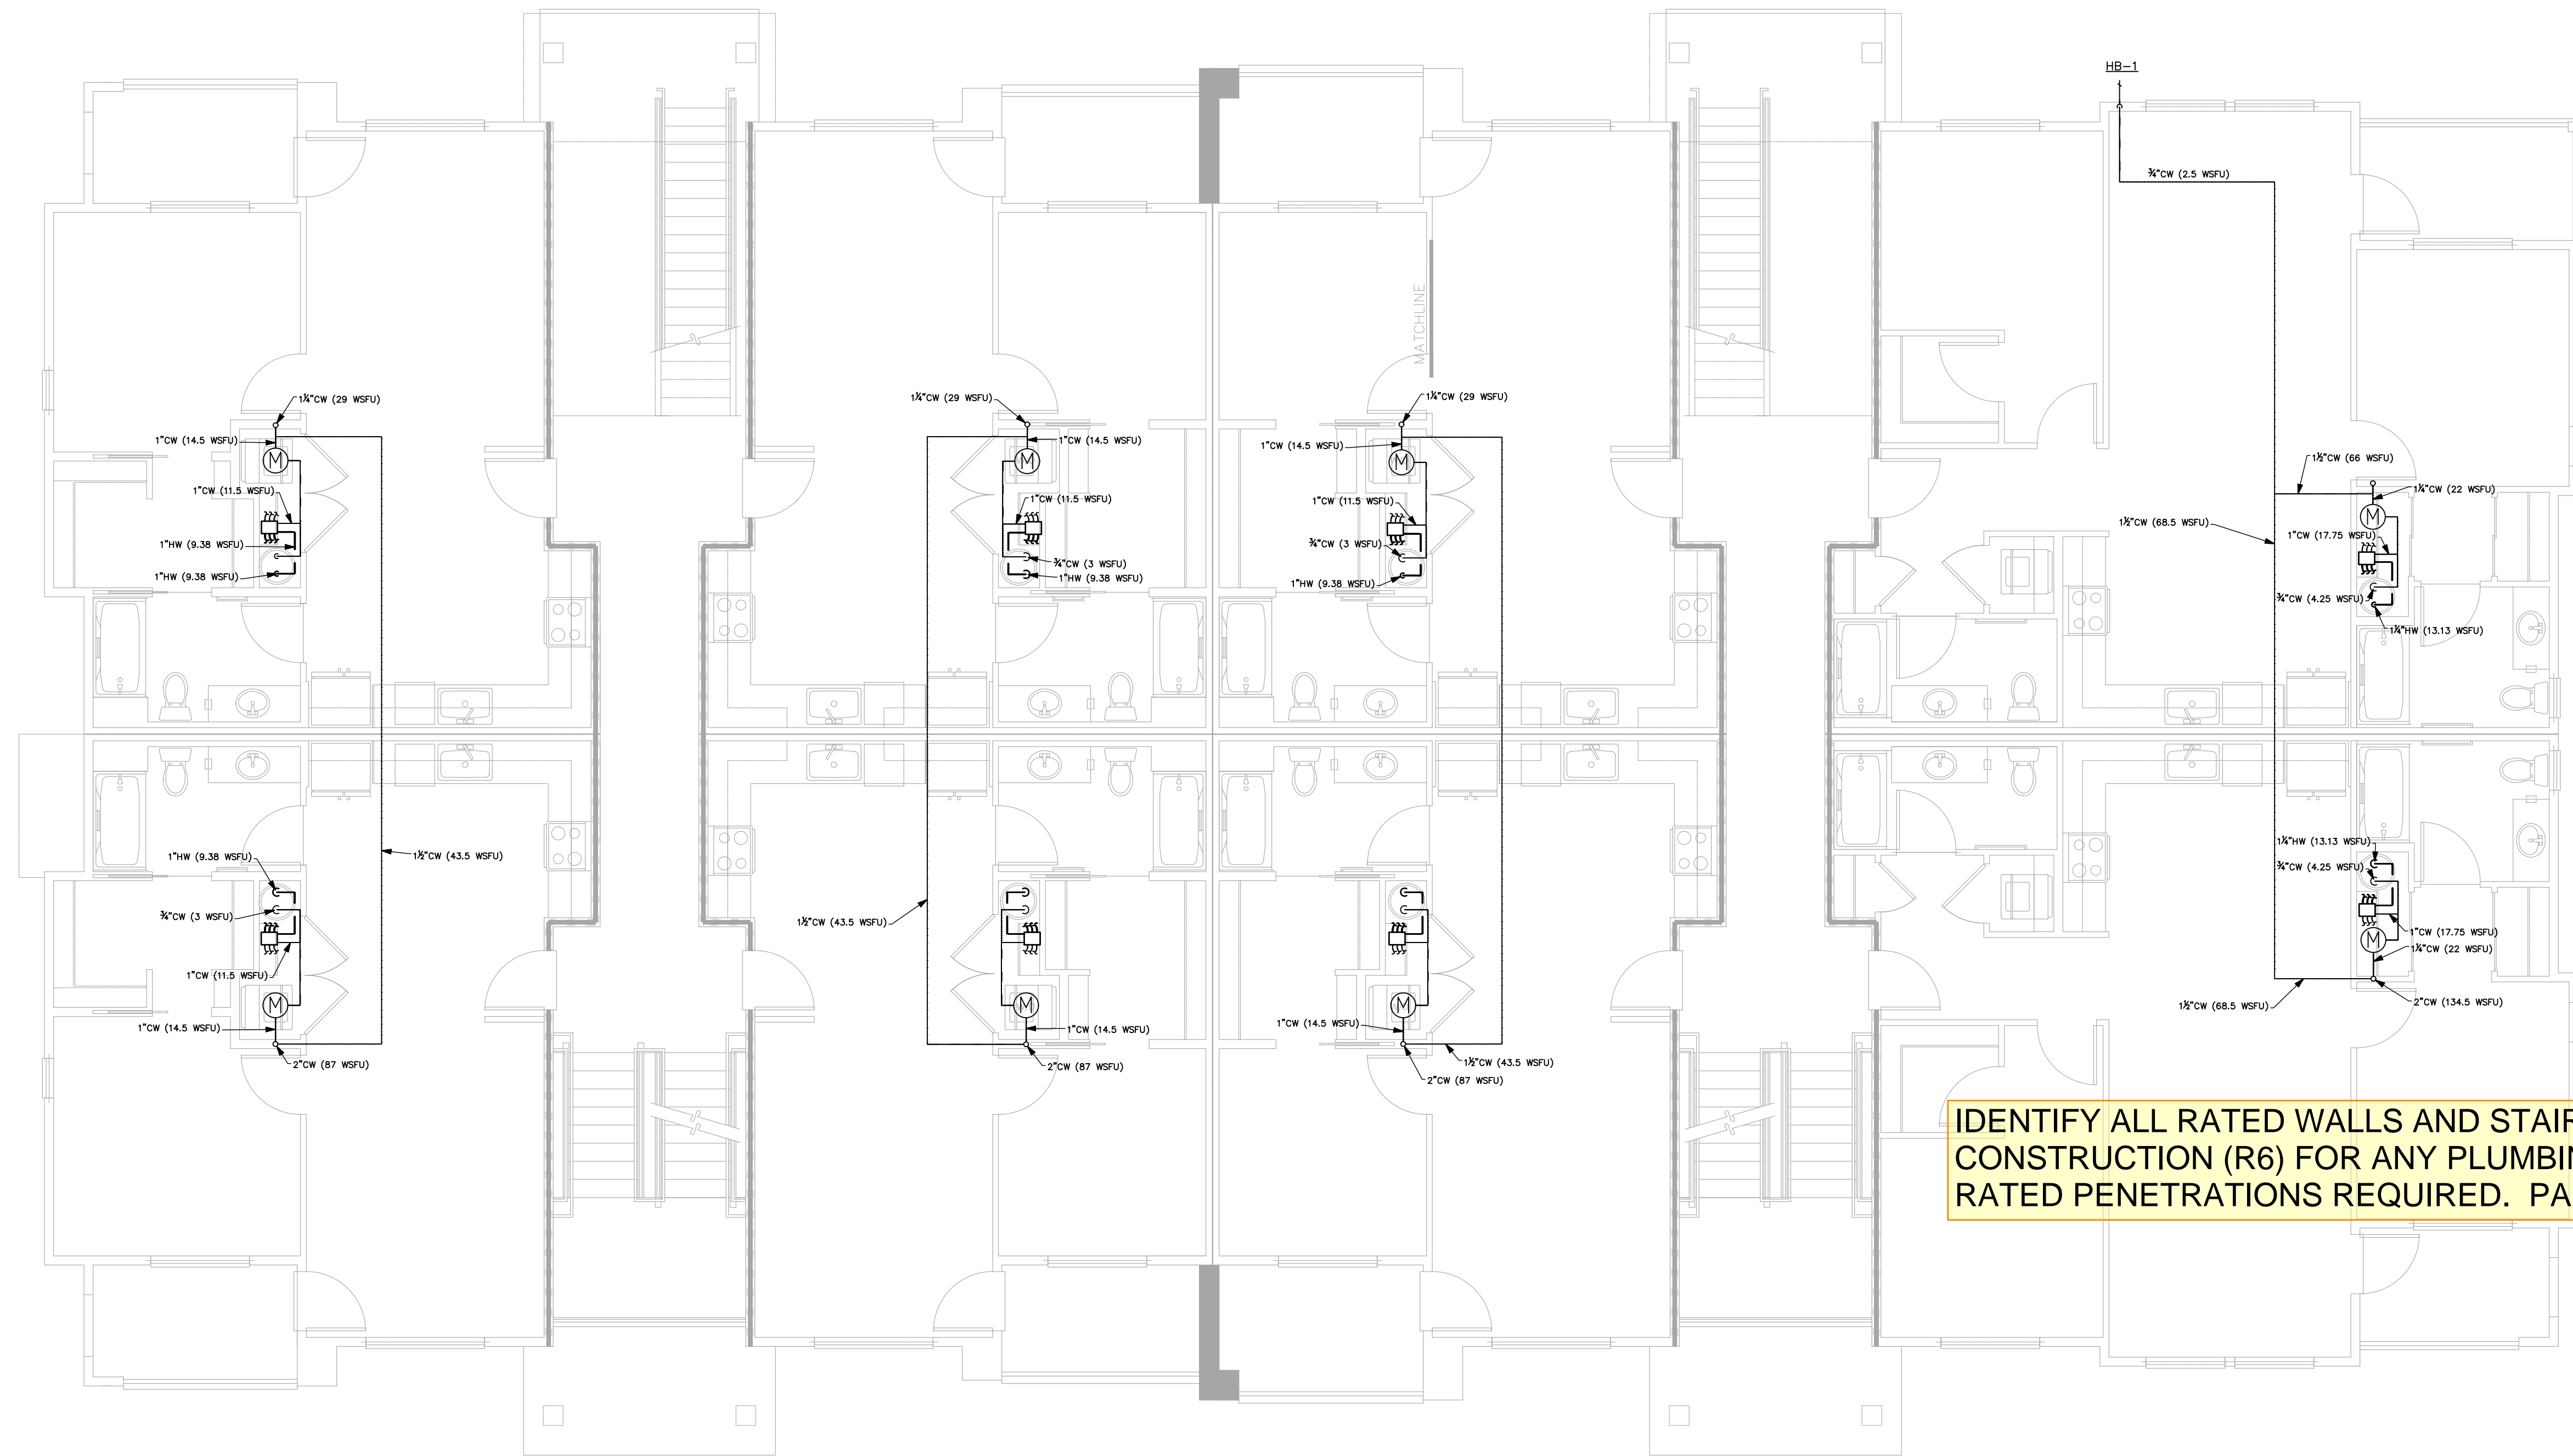 HB-1
¾"CW (2.5 WSFU)
MATCHLINE
1¼"CW (29 WSFU)
1"CW (14.5 WSFU)
M
1"CW (11.5 WSFU)
1"HW (9.38 WSFU)
1"HW (9.38 WSFU)
1¼"CW (29 WSFU)
1"CW (14.5 WSFU)
M
1"CW (11.5 WSFU)
¾"CW (3 WSFU)
1"HW (9.38 WSFU)
1¼"CW (29 WSFU)
1"CW (14.5 WSFU)
M
1"CW (11.5 WSFU)
¾"CW (3 WSFU)
1"HW (9.38 WSFU)
1½"CW (66 WSFU)
1¼"CW (22 WSFU)
M
1½"CW (68.5 WSFU)
1"CW (17.75 WSFU)
¾"CW (4.25 WSFU)
1¼"HW (13.13 WSFU)
1"HW (9.38 WSFU)
1½"CW (43.5 WSFU)
¾"CW (3 WSFU)
1"CW (11.5 WSFU)
M
1"CW (14.5 WSFU)
2"CW (87 WSFU)
1½"CW (43.5 WSFU)
M
1"CW (14.5 WSFU)
2"CW (87 WSFU)
M
1"CW (14.5 WSFU)
1½"CW (43.5 WSFU)
2"CW (87 WSFU)
1¼"HW (13.13 WSFU)
¾"CW (4.25 WSFU)
1"CW (17.75 WSFU)
M
1¼"CW (22 WSFU)
1½"CW (68.5 WSFU)
2"CW (134.5 WSFU)
IDENTIFY ALL RATED WALLS AND
CONSTRUCTION (R6) FOR ANY
RATED PENETRATIONS REQUIRED.